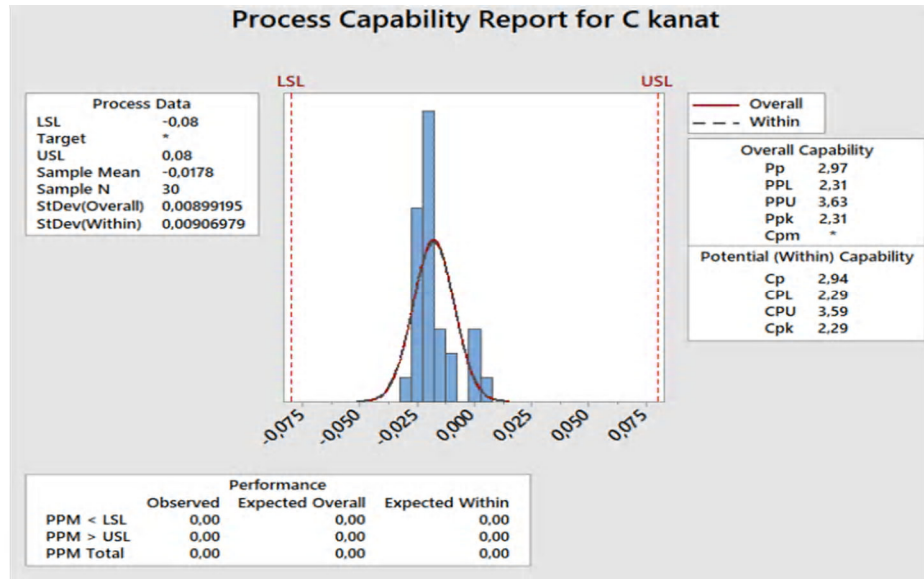 Process Capability Report for C kanat
LSL USL
Process Data
LSL -0,08
Target *
USL 0,08
Sample Mean -0,0178
Sample N 30
StDev(Overall) 0,00899195
StDev(Within) 0,00906979
Overall
Within
Overall Capability
Pp 2,97
PPL 2,31
PPU 3,63
Ppk 2,31
Cpm *
Potential (Within) Capability
Cp 2,94
CPL 2,29
CPU 3,59
Cpk 2,29
-0,075 -0,050 -0,025 0,000 0,025 0,050 0,075
Performance
Observed Expected Overall Expected Within
PPM < LSL 0,00 0,00 0,00
PPM > USL 0,00 0,00 0,00
PPM Total 0,00 0,00 0,00